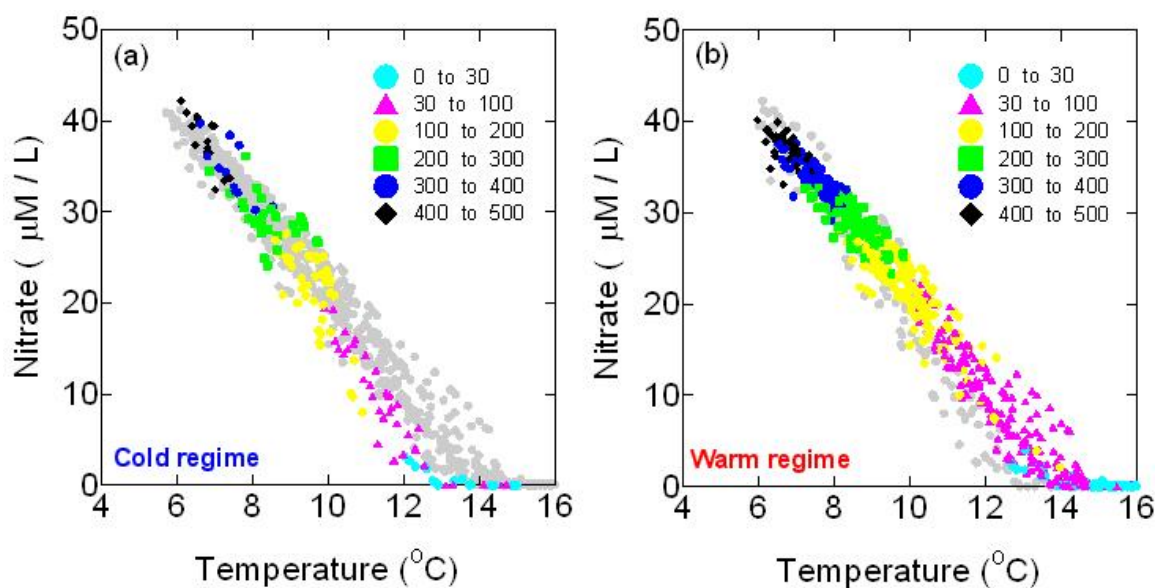 50
40
30
20
10
0
Nitrate ( μM / L)
(a)
0 to 30
30 to 100
100 to 200
200 to 300
300 to 400
400 to 500
Cold regime
4 6 8 10 12 14 16
Temperature (°C)
50
40
30
20
10
0
Nitrate ( μM / L)
(b)
0 to 30
30 to 100
100 to 200
200 to 300
300 to 400
400 to 500
Warm regime
4 6 8 10 12 14 16
Temperature (°C)